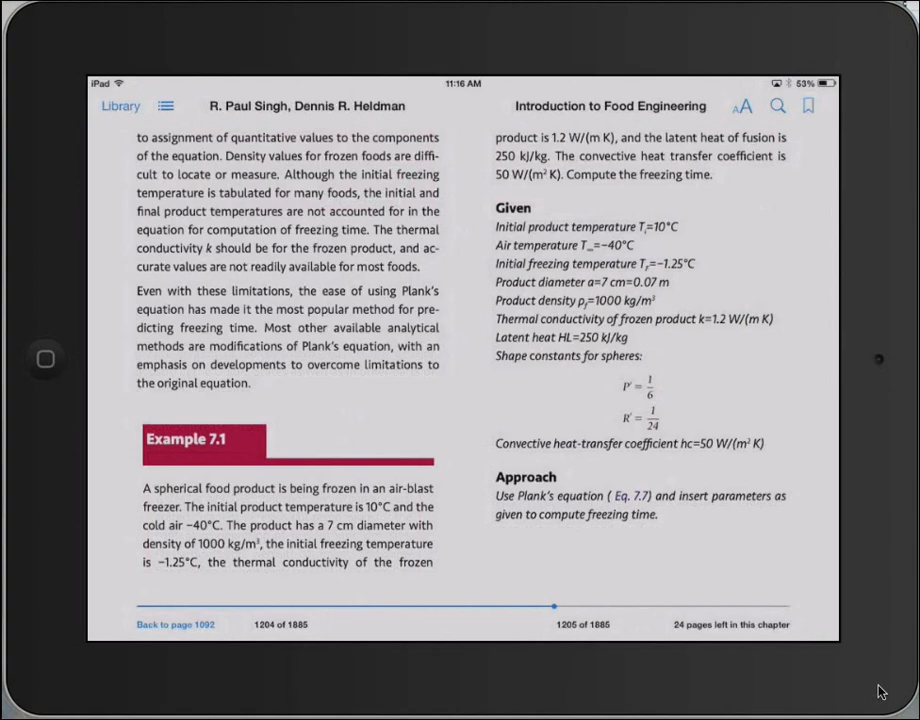 iPad
11:16 AM
53%
Library
R. Paul Singh, Dennis R. Heldman
Introduction to Food Engineering
AA
to assignment of quantitative values to the components
of the equation. Density values for frozen foods are diffi-
cult to locate or measure. Although the initial freezing
temperature is tabulated for many foods, the initial and
final product temperatures are not accounted for in the
equation for computation of freezing time. The thermal
conductivity k should be for the frozen product, and ac-
curate values are not readily available for most foods.
Even with these limitations, the ease of using Plank's
equation has made it the most popular method for pre-
dicting freezing time. Most other available analytical
methods are modifications of Plank's equation, with an
emphasis on developments to overcome limitations to
the original equation.
Example 7.1
A spherical food product is being frozen in an air-blast
freezer. The initial product temperature is 10°C and the
cold air −40°C. The product has a 7 cm diameter with
density of 1000 kg/m³, the initial freezing temperature
is −1.25°C, the thermal conductivity of the frozen
product is 1.2 W/(m K), and the latent heat of fusion is
250 kJ/kg. The convective heat transfer coefficient is
50 W/(m² K). Compute the freezing time.
Given
Initial product temperature Tᵢ=10°C
Air temperature T∞=−40°C
Initial freezing temperature T_F=−1.25°C
Product diameter a=7 cm=0.07 m
Product density ρ_f=1000 kg/m³
Thermal conductivity of frozen product k=1.2 W/(m K)
Latent heat HL=250 kJ/kg
Shape constants for spheres:
P′ = 1/6
R′ = 1/24
Convective heat-transfer coefficient hc=50 W/(m² K)
Approach
Use Plank's equation ( Eq. 7.7) and insert parameters as
given to compute freezing time.
Back to page 1092
1204 of 1885
1205 of 1885
24 pages left in this chapter